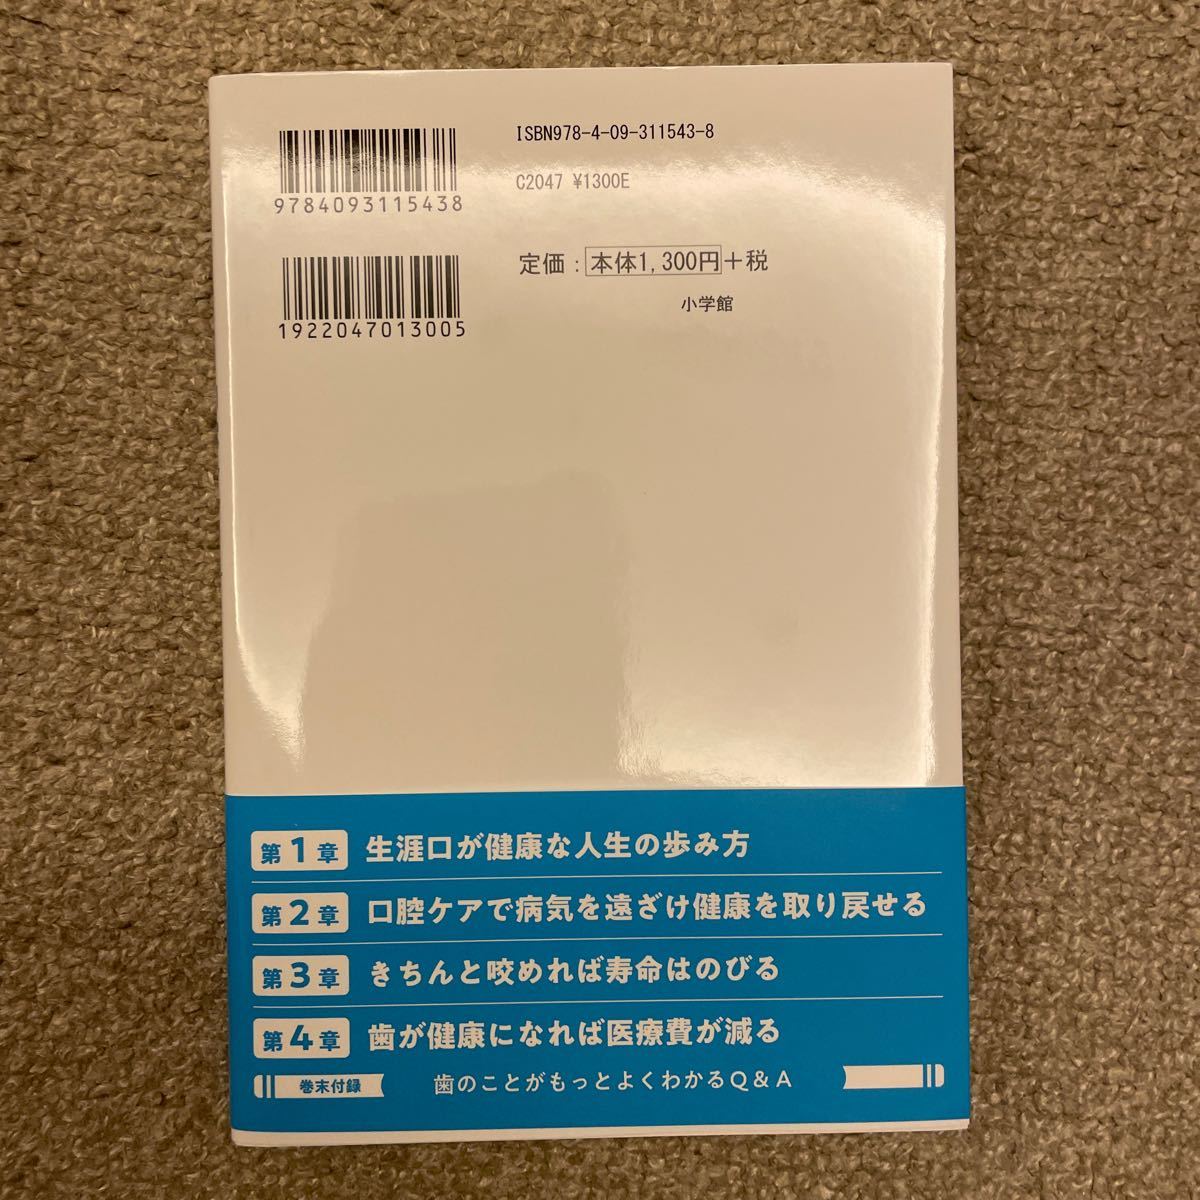 ISBN978-4-09-311543-8
C2047 ¥1300E
9784093115438
定価：本体1,300円＋税
小学館
1922047013005
第1章 生涯口が健康な人生の歩み方
第2章 口腔ケアで病気を遠ざけ健康を取り戻せる
第3章 きちんと咬めれば寿命はのびる
第4章 歯が健康になれば医療費が減る
巻末付録 歯のことがもっとよくわかるQ&A